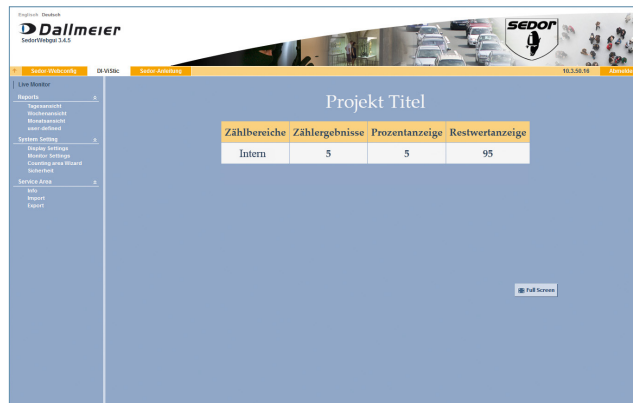 Englisch Deutsch
Dallmeier
SedorWebgui 3.4.5
SEDOR
+ Sedor-Webconfig DI-ViStic Sedor-Anleitung 10.3.50.16 Abmelde
Live Monitor
Reports
Tagesansicht
Wochenansicht
Monatsansicht
user-defined
System Setting
Display Settings
Monitor Settings
Counting area Wizard
Sicherheit
Service Area
Info
Import
Export
Projekt Titel
Zählbereiche Zählergebnisse Prozentanzeige Restwertanzeige
Intern 5 5 95
Full Screen